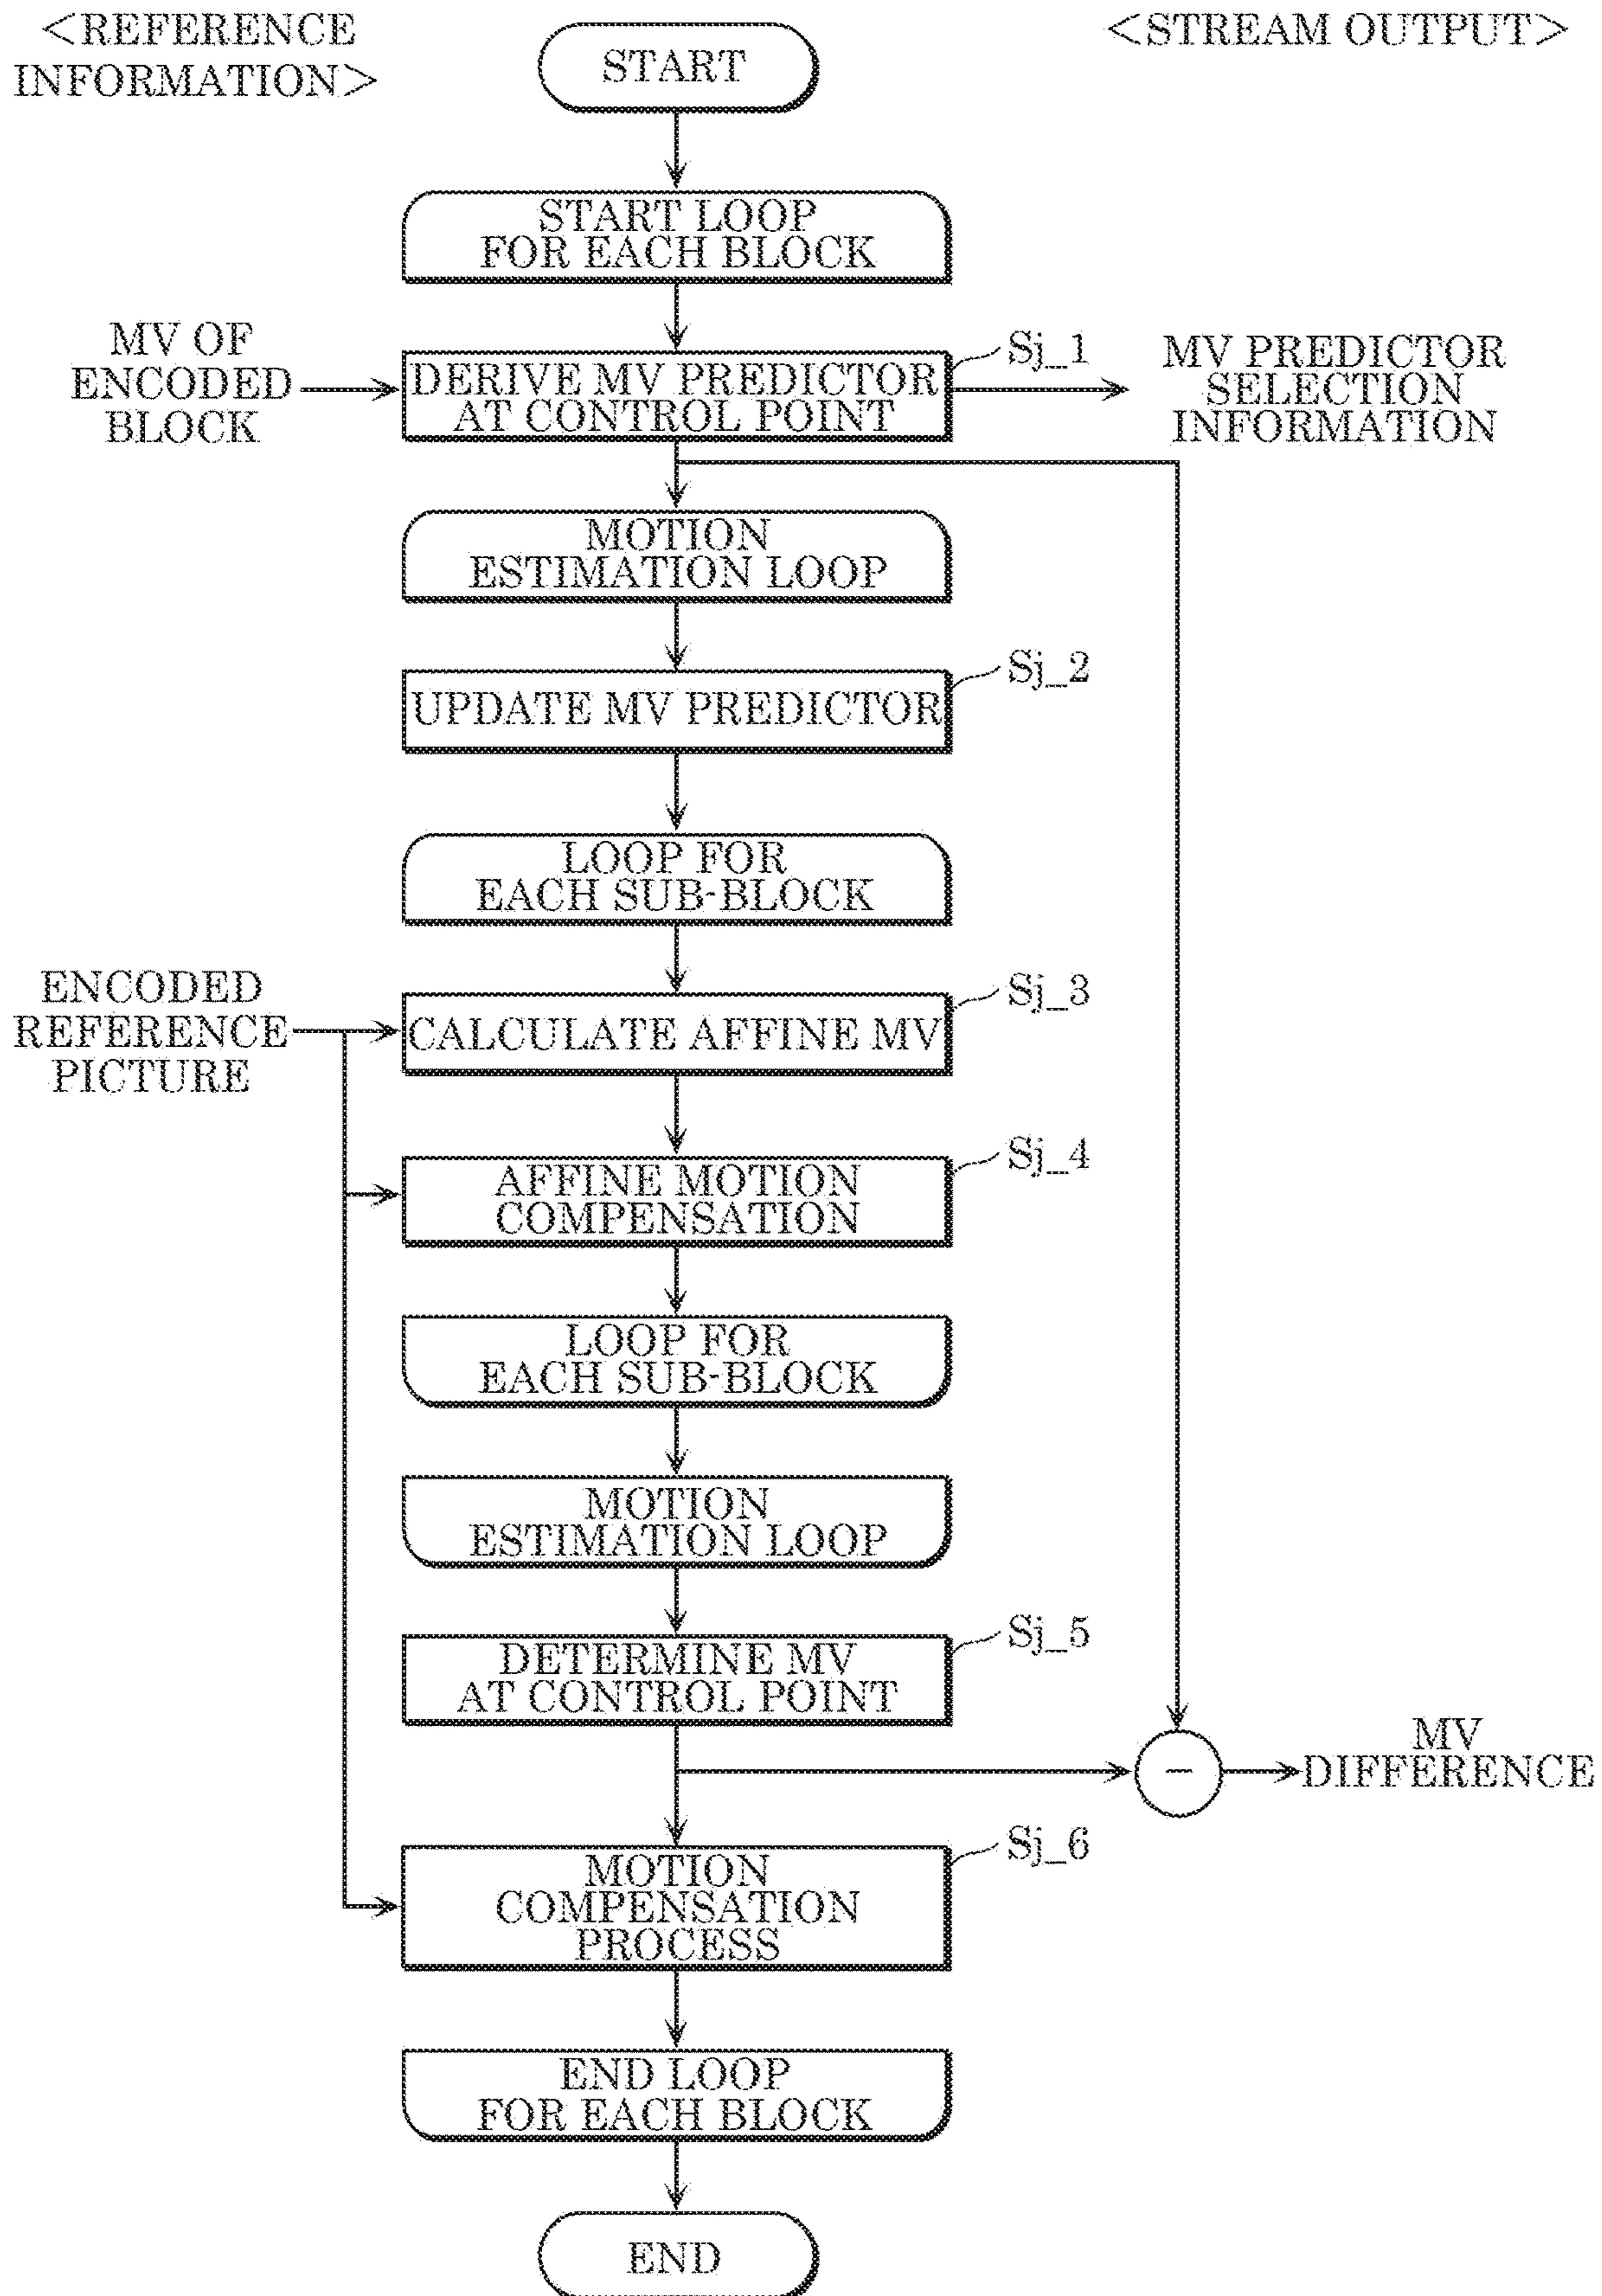 <REFERENCE
INFORMATION>
START
<STREAM OUTPUT>
START LOOP
FOR EACH BLOCK
MV OF
ENCODED
BLOCK
DERIVE MV PREDICTOR
AT CONTROL POINT
Sj_1
MV PREDICTOR
SELECTION
INFORMATION
MOTION
ESTIMATION LOOP
Sj_2
UPDATE MV PREDICTOR
LOOP FOR
EACH SUB-BLOCK
ENCODED
REFERENCE
PICTURE
Sj_3
CALCULATE AFFINE MV
Sj_4
AFFINE MOTION
COMPENSATION
LOOP FOR
EACH SUB-BLOCK
MOTION
ESTIMATION LOOP
Sj_5
DETERMINE MV
AT CONTROL POINT
−
MV
DIFFERENCE
Sj_6
MOTION
COMPENSATION
PROCESS
END LOOP
FOR EACH BLOCK
END